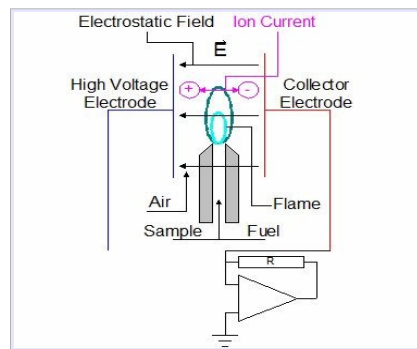 Electrostatic Field Ion Current
E
High Voltage Electrode
Collector Electrode
+
-
Air
Flame
Sample Fuel
R